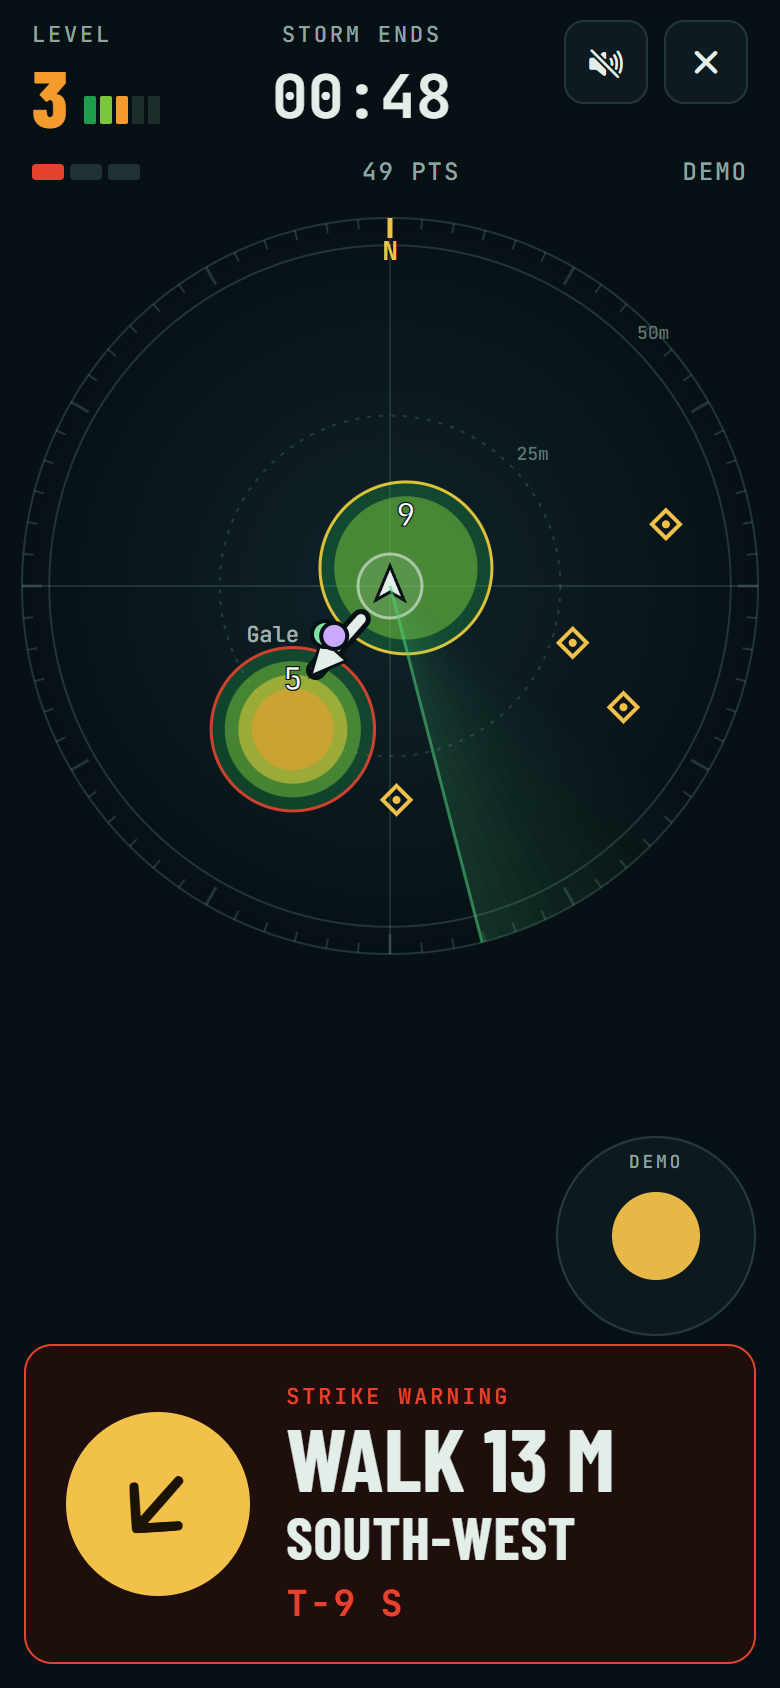 LEVEL
STORM ENDS
3
00:48
49 PTS
DEMO
N
50m
25m
9
Gale
5
DEMO
STRIKE WARNING
WALK 13 M
SOUTH-WEST
T-9 S